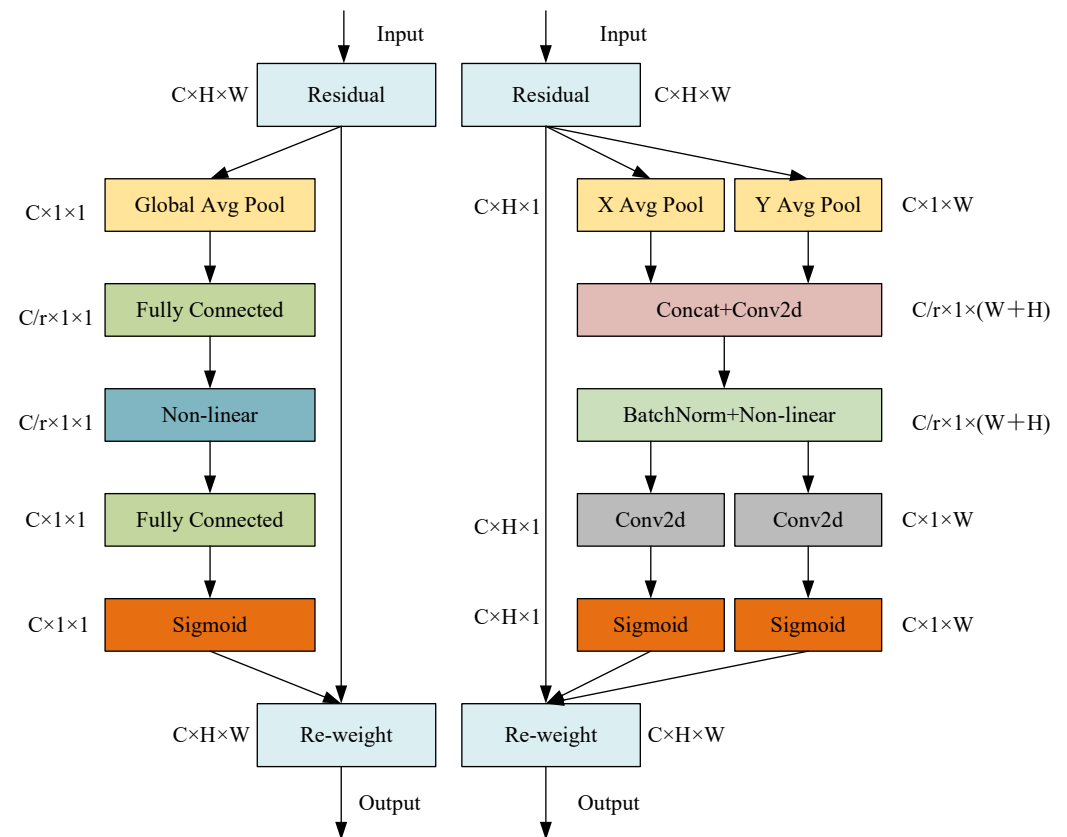 Input
C×H×W
Residual
C×1×1
Global Avg Pool
C/r×1×1
Fully Connected
C/r×1×1
Non-linear
C×1×1
Fully Connected
C×1×1
Sigmoid
C×H×W
Re-weight
Output
Input
Residual
C×H×W
C×H×1
X Avg Pool
Y Avg Pool
C×1×W
Concat+Conv2d
C/r×1×(W+H)
BatchNorm+Non-linear
C/r×1×(W+H)
C×H×1
Conv2d
Conv2d
C×1×W
C×H×1
Sigmoid
Sigmoid
C×1×W
Re-weight
C×H×W
Output